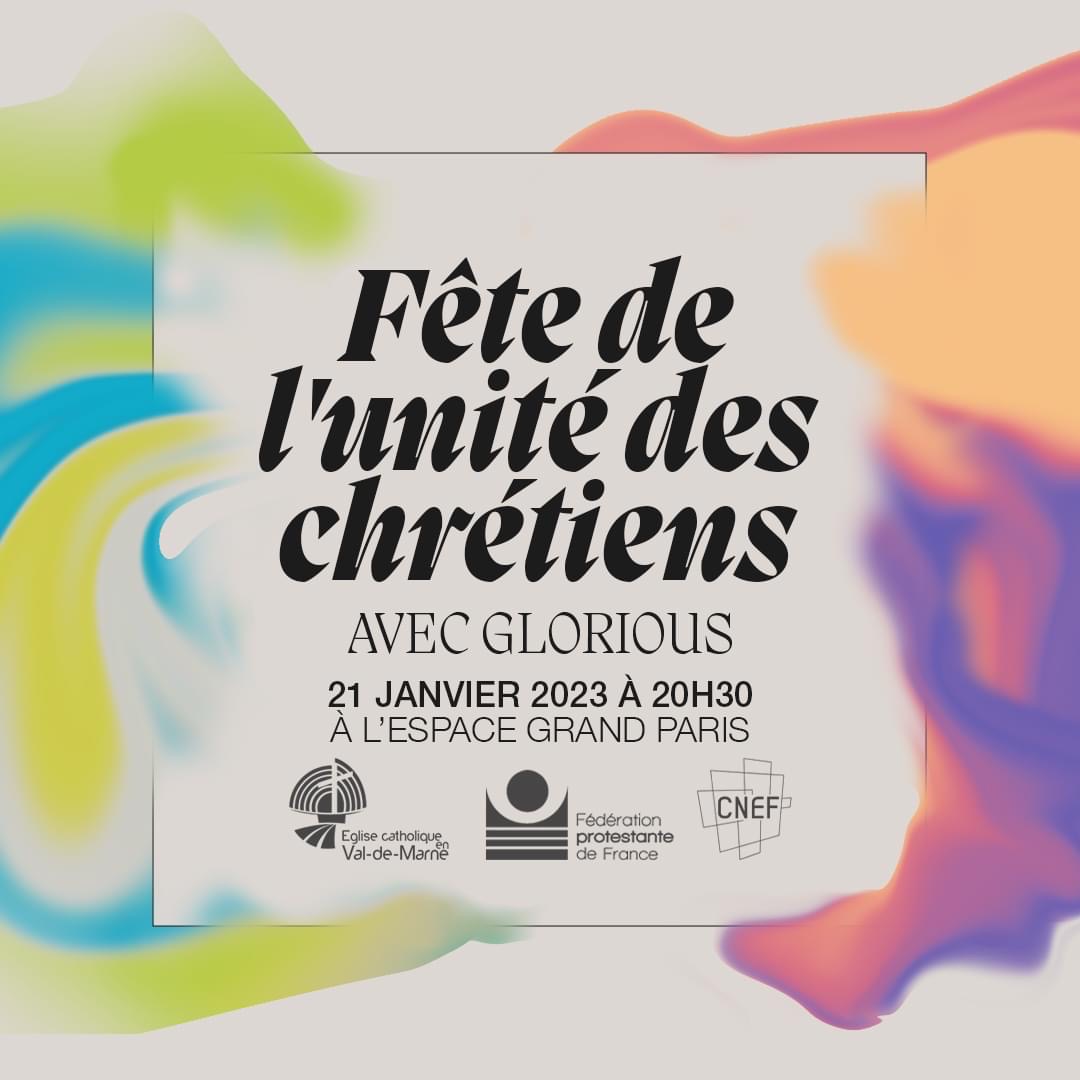 Fête de
l'unité des
chrétiens
AVEC GLORIOUS
21 JANVIER 2023 À 20H30
À L’ESPACE GRAND PARIS
Eglise catholique
en
Val-de-Marne
Fédération
protestante
de France
CNEF